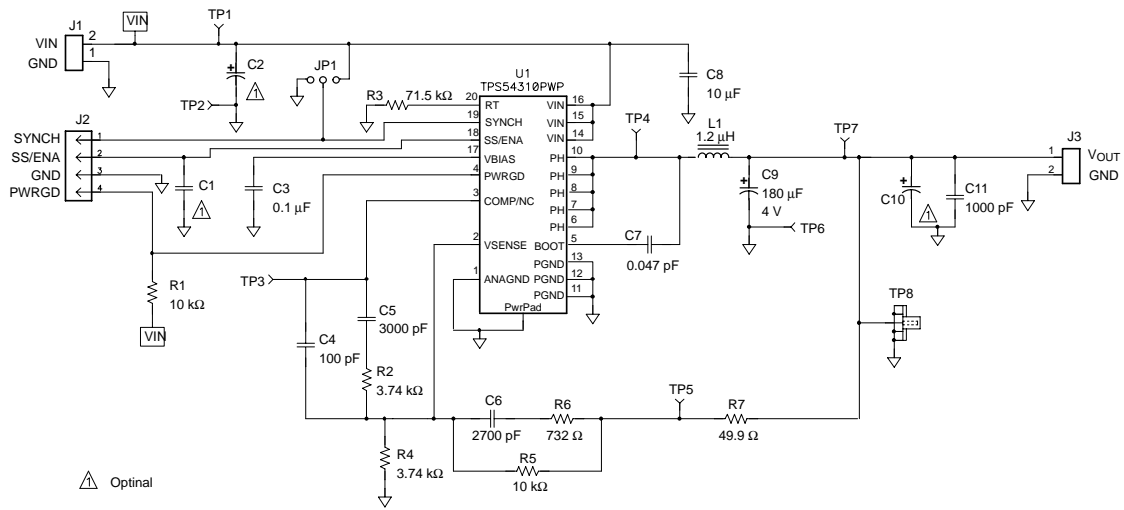 J1
VIN 2
GND 1
VIN
TP1
C2
1
TP2
JP1
R3 71.5 kΩ
U1
TPS54310PWP
20 RT
19 SYNCH
18 SS/ENA
17 VBIAS
4 PWRGD
3 COMP/NC
2 VSENSE
1 ANAGND
VIN 16
VIN 15
VIN 14
PH 10
PH 9
PH 8
PH 7
PH 6
BOOT 5
PGND 13
PGND 12
PGND 11
PwrPad
C8
10 µF
J2
SYNCH 1
SS/ENA 2
GND 3
PWRGD 4
C1
1
C3
0.1 µF
TP4
L1
1.2 µH
TP7
J3
1 VOUT
2 GND
C9
180 µF
4 V
TP6
C10
1
C11
1000 pF
C7
0.047 pF
R1
10 kΩ
VIN
TP3
C5
3000 pF
C4
100 pF
R2
3.74 kΩ
TP8
C6
2700 pF
R6
732 Ω
TP5
R7
49.9 Ω
R4
3.74 kΩ
R5
10 kΩ
1 Optinal